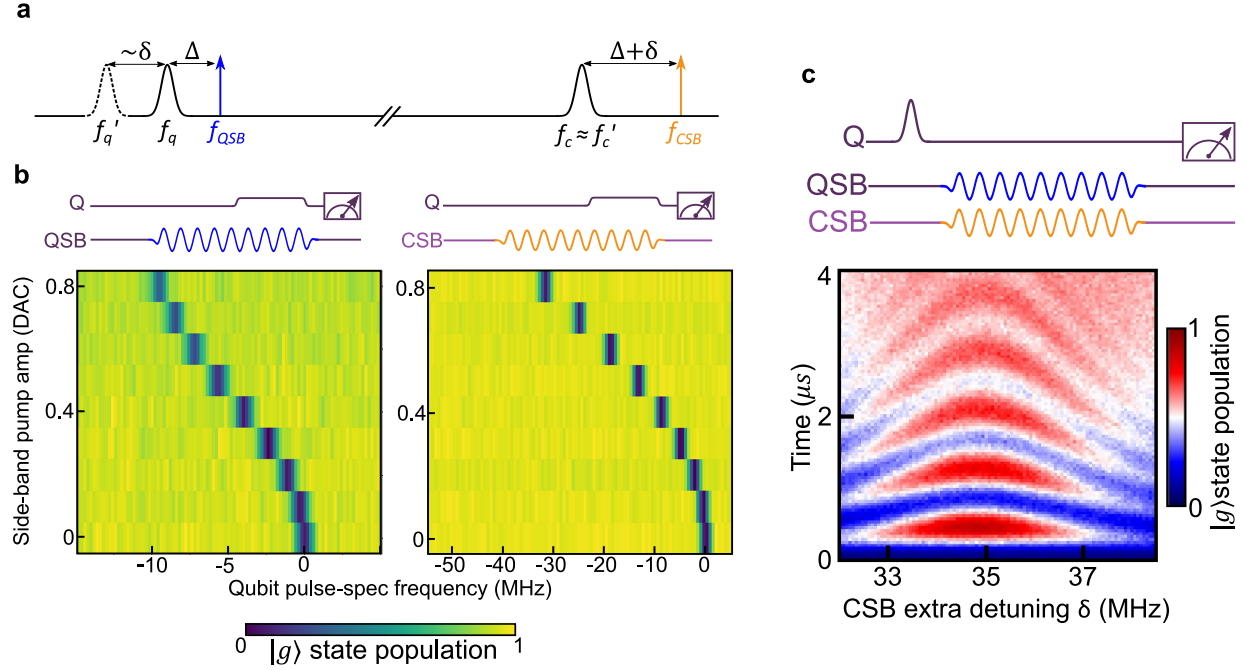 a
~δ
Δ
Δ+δ
f_q'
f_q
f_QSB
f_c ≈ f_c'
f_CSB
b
Q
QSB
Q
CSB
Side-band pump amp (DAC)
0.8
0.4
0
-10
-5
0
0.8
0.4
0
-50
-40
-30
-20
-10
0
Qubit pulse-spec frequency (MHz)
0
1
|g⟩ state population
c
Q
QSB
CSB
Time (μs)
4
2
0
33
35
37
CSB extra detuning δ (MHz)
1
0
|g⟩state population